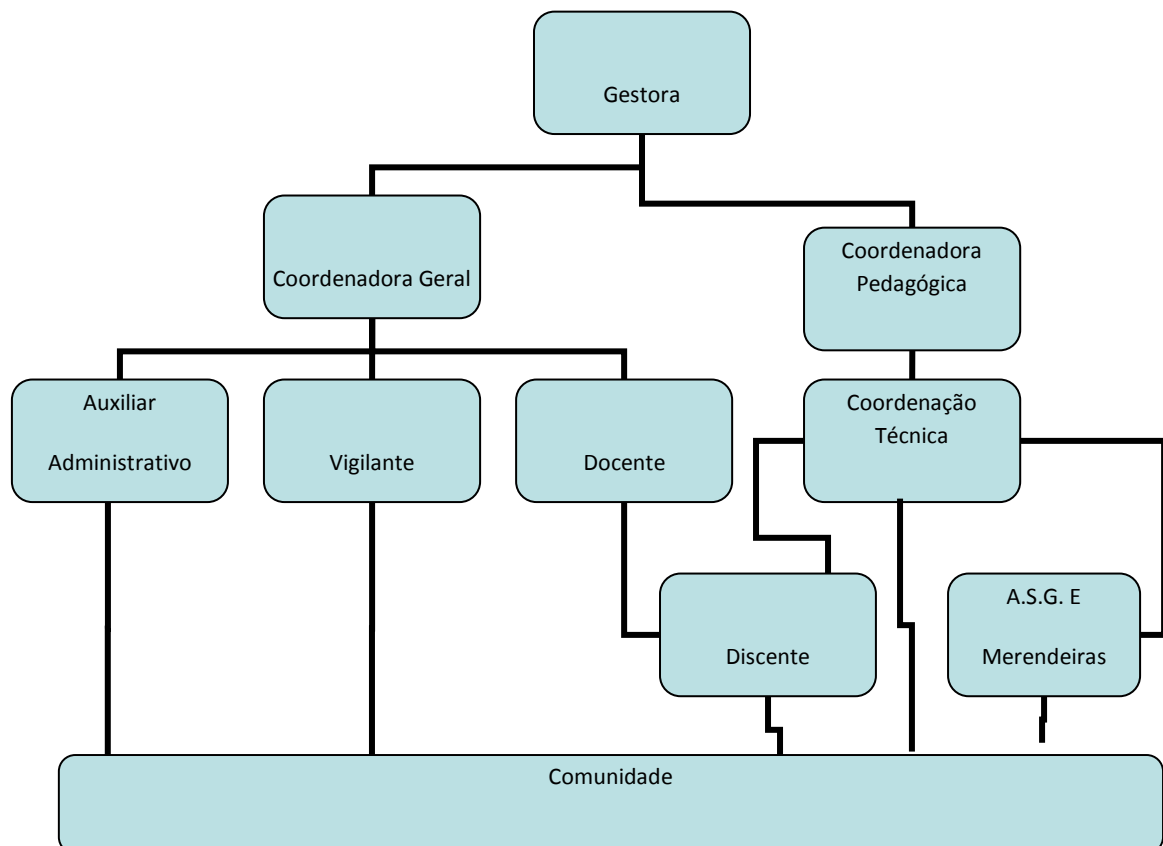 Gestora
Coordenadora Geral
Coordenadora
Pedagógica
Auxiliar
Administrativo
Vigilante
Docente
Coordenação
Técnica
Discente
A.S.G. E
Merendeiras
Comunidade